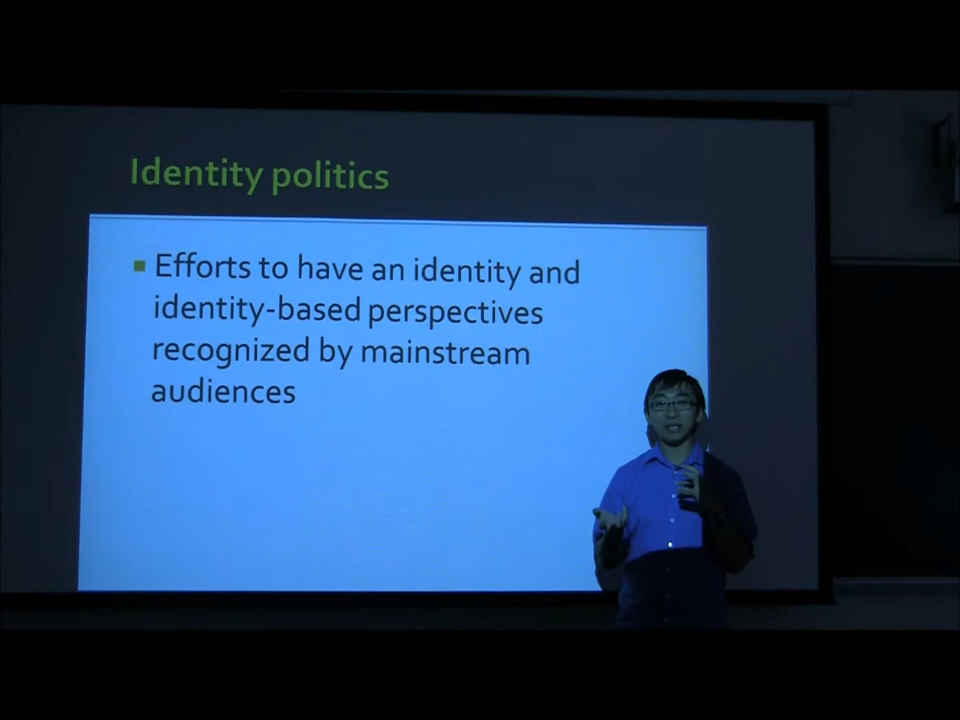 Identity politics
Efforts to have an identity and
identity-based perspectives
recognized by mainstream
audiences